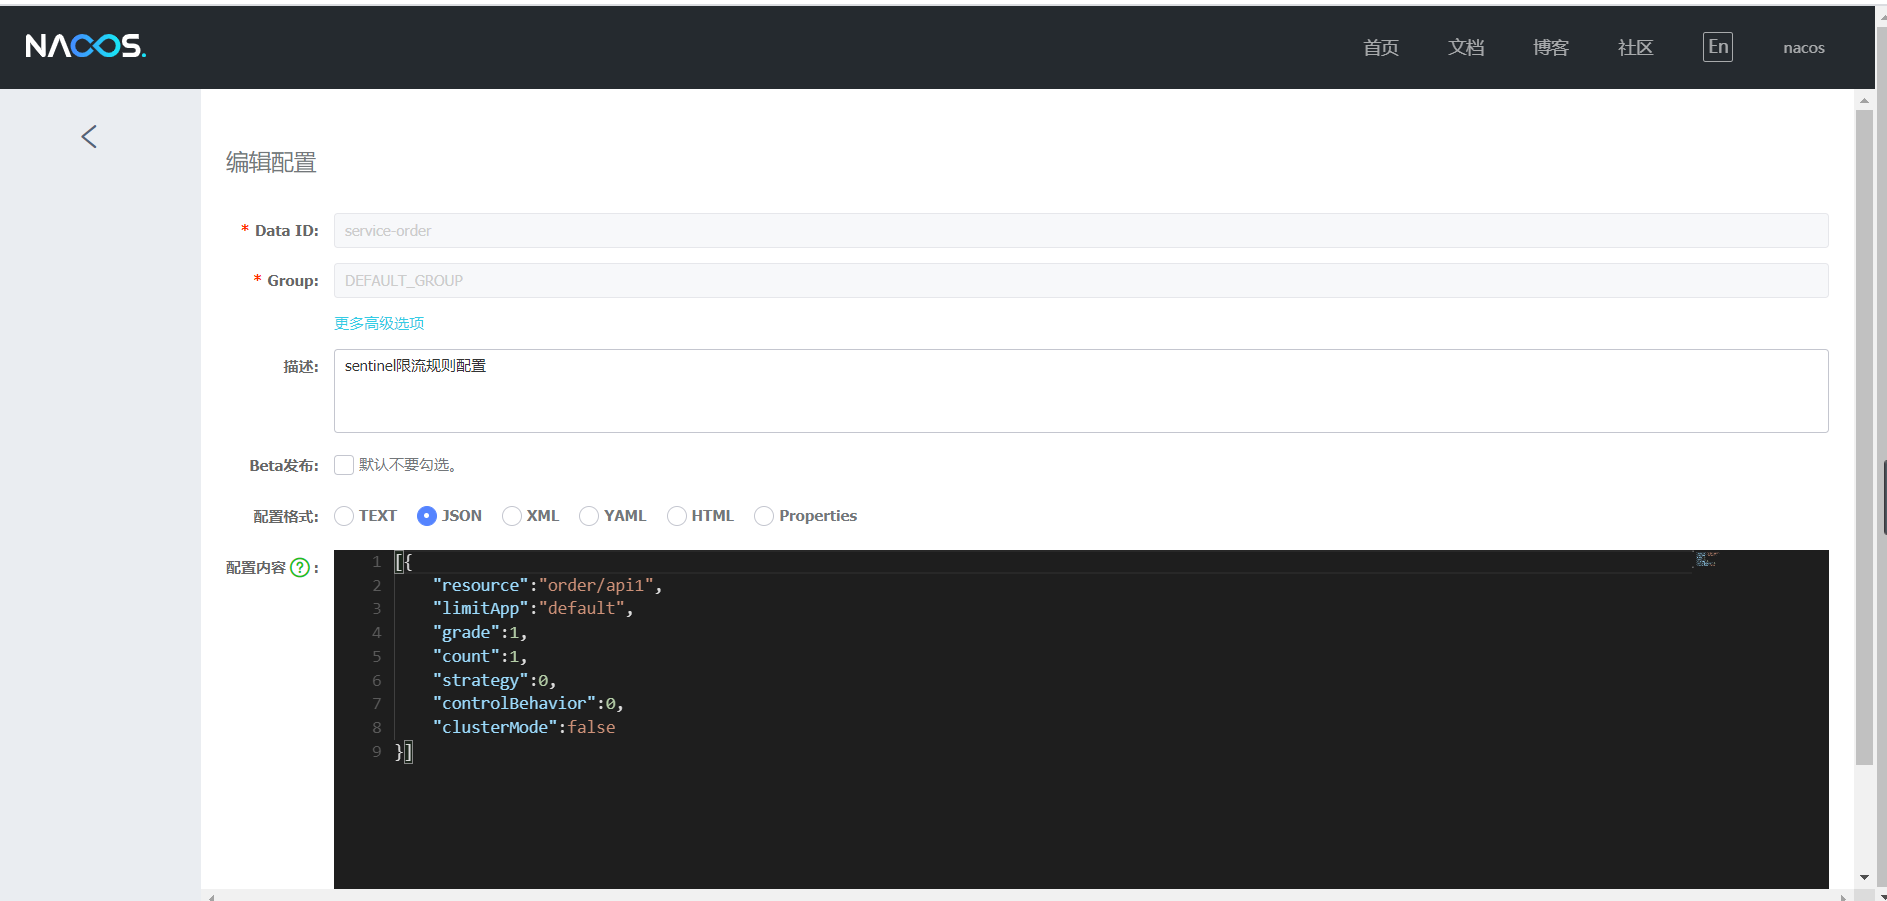 NACOS.
首页 文档 博客 社区 En nacos
编辑配置
* Data ID: service-order
* Group: DEFAULT_GROUP
更多高级选项
描述: sentinel限流规则配置
Beta发布: 默认不要勾选。
配置格式: TEXT JSON XML YAML HTML Properties
配置内容 ? :
1 [{
2 "resource":"order/api1",
3 "limitApp":"default",
4 "grade":1,
5 "count":1,
6 "strategy":0,
7 "controlBehavior":0,
8 "clusterMode":false
9 }]